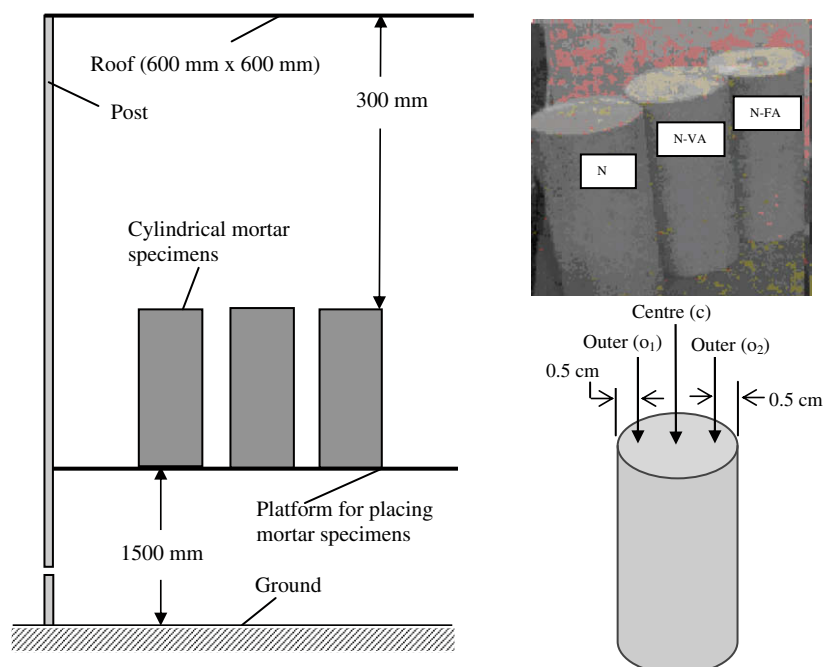 Roof (600 mm x 600 mm)
Post
300 mm
Cylindrical mortar
specimens
Platform for placing
mortar specimens
1500 mm
Ground
N
N-VA
N-FA
Centre (c)
Outer (o₁)
Outer (o₂)
0.5 cm
0.5 cm